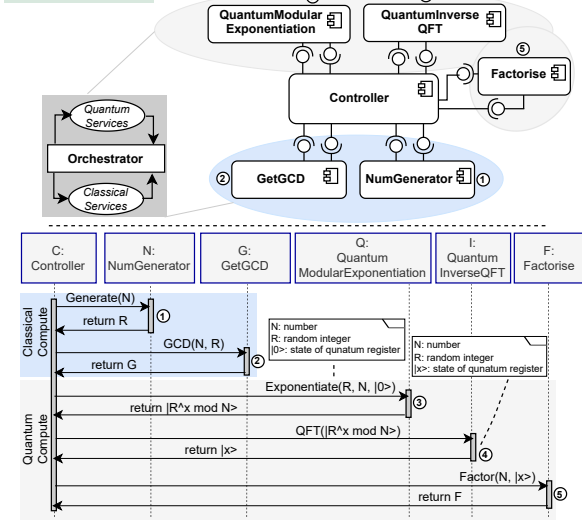 QuantumModular
Exponentiation
QuantumInverse
QFT
⑤
Factorise
Controller
Quantum
Services
Orchestrator
Classical
Services
② GetGCD
NumGenerator ①
C:
Controller
N:
NumGenerator
G:
GetGCD
Q:
Quantum
ModularExponentiation
I:
Quantum
InverseQFT
F:
Factorise
Classical
Compute
Generate(N)
①
return R
GCD(N, R)
②
return G
N: number
R: random integer
|0>: state of qunatum register
N: number
R: random integer
|x>: state of qunatum register
Quantum
Compute
Exponentiate(R, N, |0>)
③
return |R^x mod N>
QFT(|R^x mod N>)
④
return |x>
Factor(N, |x>)
⑤
return F